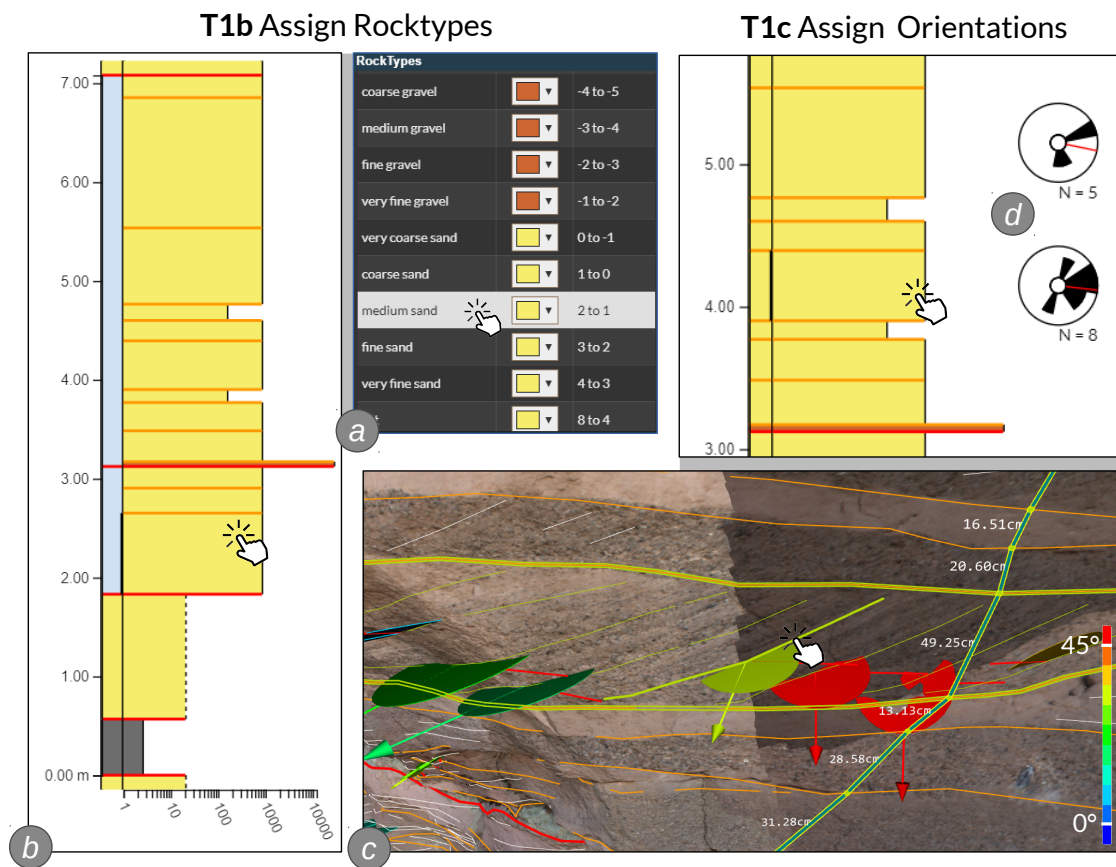 T1b Assign Rocktypes
T1c Assign Orientations
7.00
6.00
5.00
4.00
3.00
2.00
1.00
0.00 m
1
10
100
1000
10000
b
RockTypes
coarse gravel -4 to -5
medium gravel -3 to -4
fine gravel -2 to -3
very fine gravel -1 to -2
very coarse sand 0 to -1
coarse sand 1 to 0
medium sand 2 to 1
fine sand 3 to 2
very fine sand 4 to 3
8 to 4
a
5.00
4.00
3.00
N = 5
d
N = 8
16.51cm
20.60cm
49.25cm
13.13cm
28.58cm
31.28cm
45°
0°
c